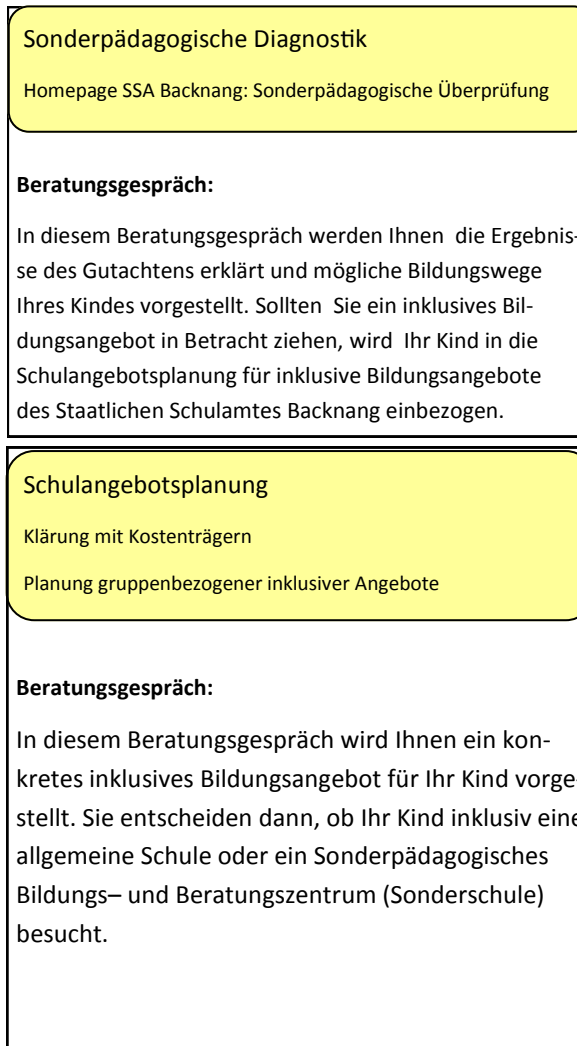 Sonderpädagogische Diagnostik
Homepage SSA Backnang: Sonderpädagogische Überprüfung
Beratungsgespräch:
In diesem Beratungsgespräch werden Ihnen die Ergebnis-
se des Gutachtens erklärt und mögliche Bildungswege
Ihres Kindes vorgestellt. Sollten Sie ein inklusives Bil-
dungsangebot in Betracht ziehen, wird Ihr Kind in die
Schulangebotsplanung für inklusive Bildungsangebote
des Staatlichen Schulamtes Backnang einbezogen.
Schulangebotsplanung
Klärung mit Kostenträgern
Planung gruppenbezogener inklusiver Angebote
Beratungsgespräch:
In diesem Beratungsgespräch wird Ihnen ein kon-
kretes inklusives Bildungsangebot für Ihr Kind vorge-
stellt. Sie entscheiden dann, ob Ihr Kind inklusiv eine
allgemeine Schule oder ein Sonderpädagogisches
Bildungs– und Beratungszentrum (Sonderschule)
besucht.